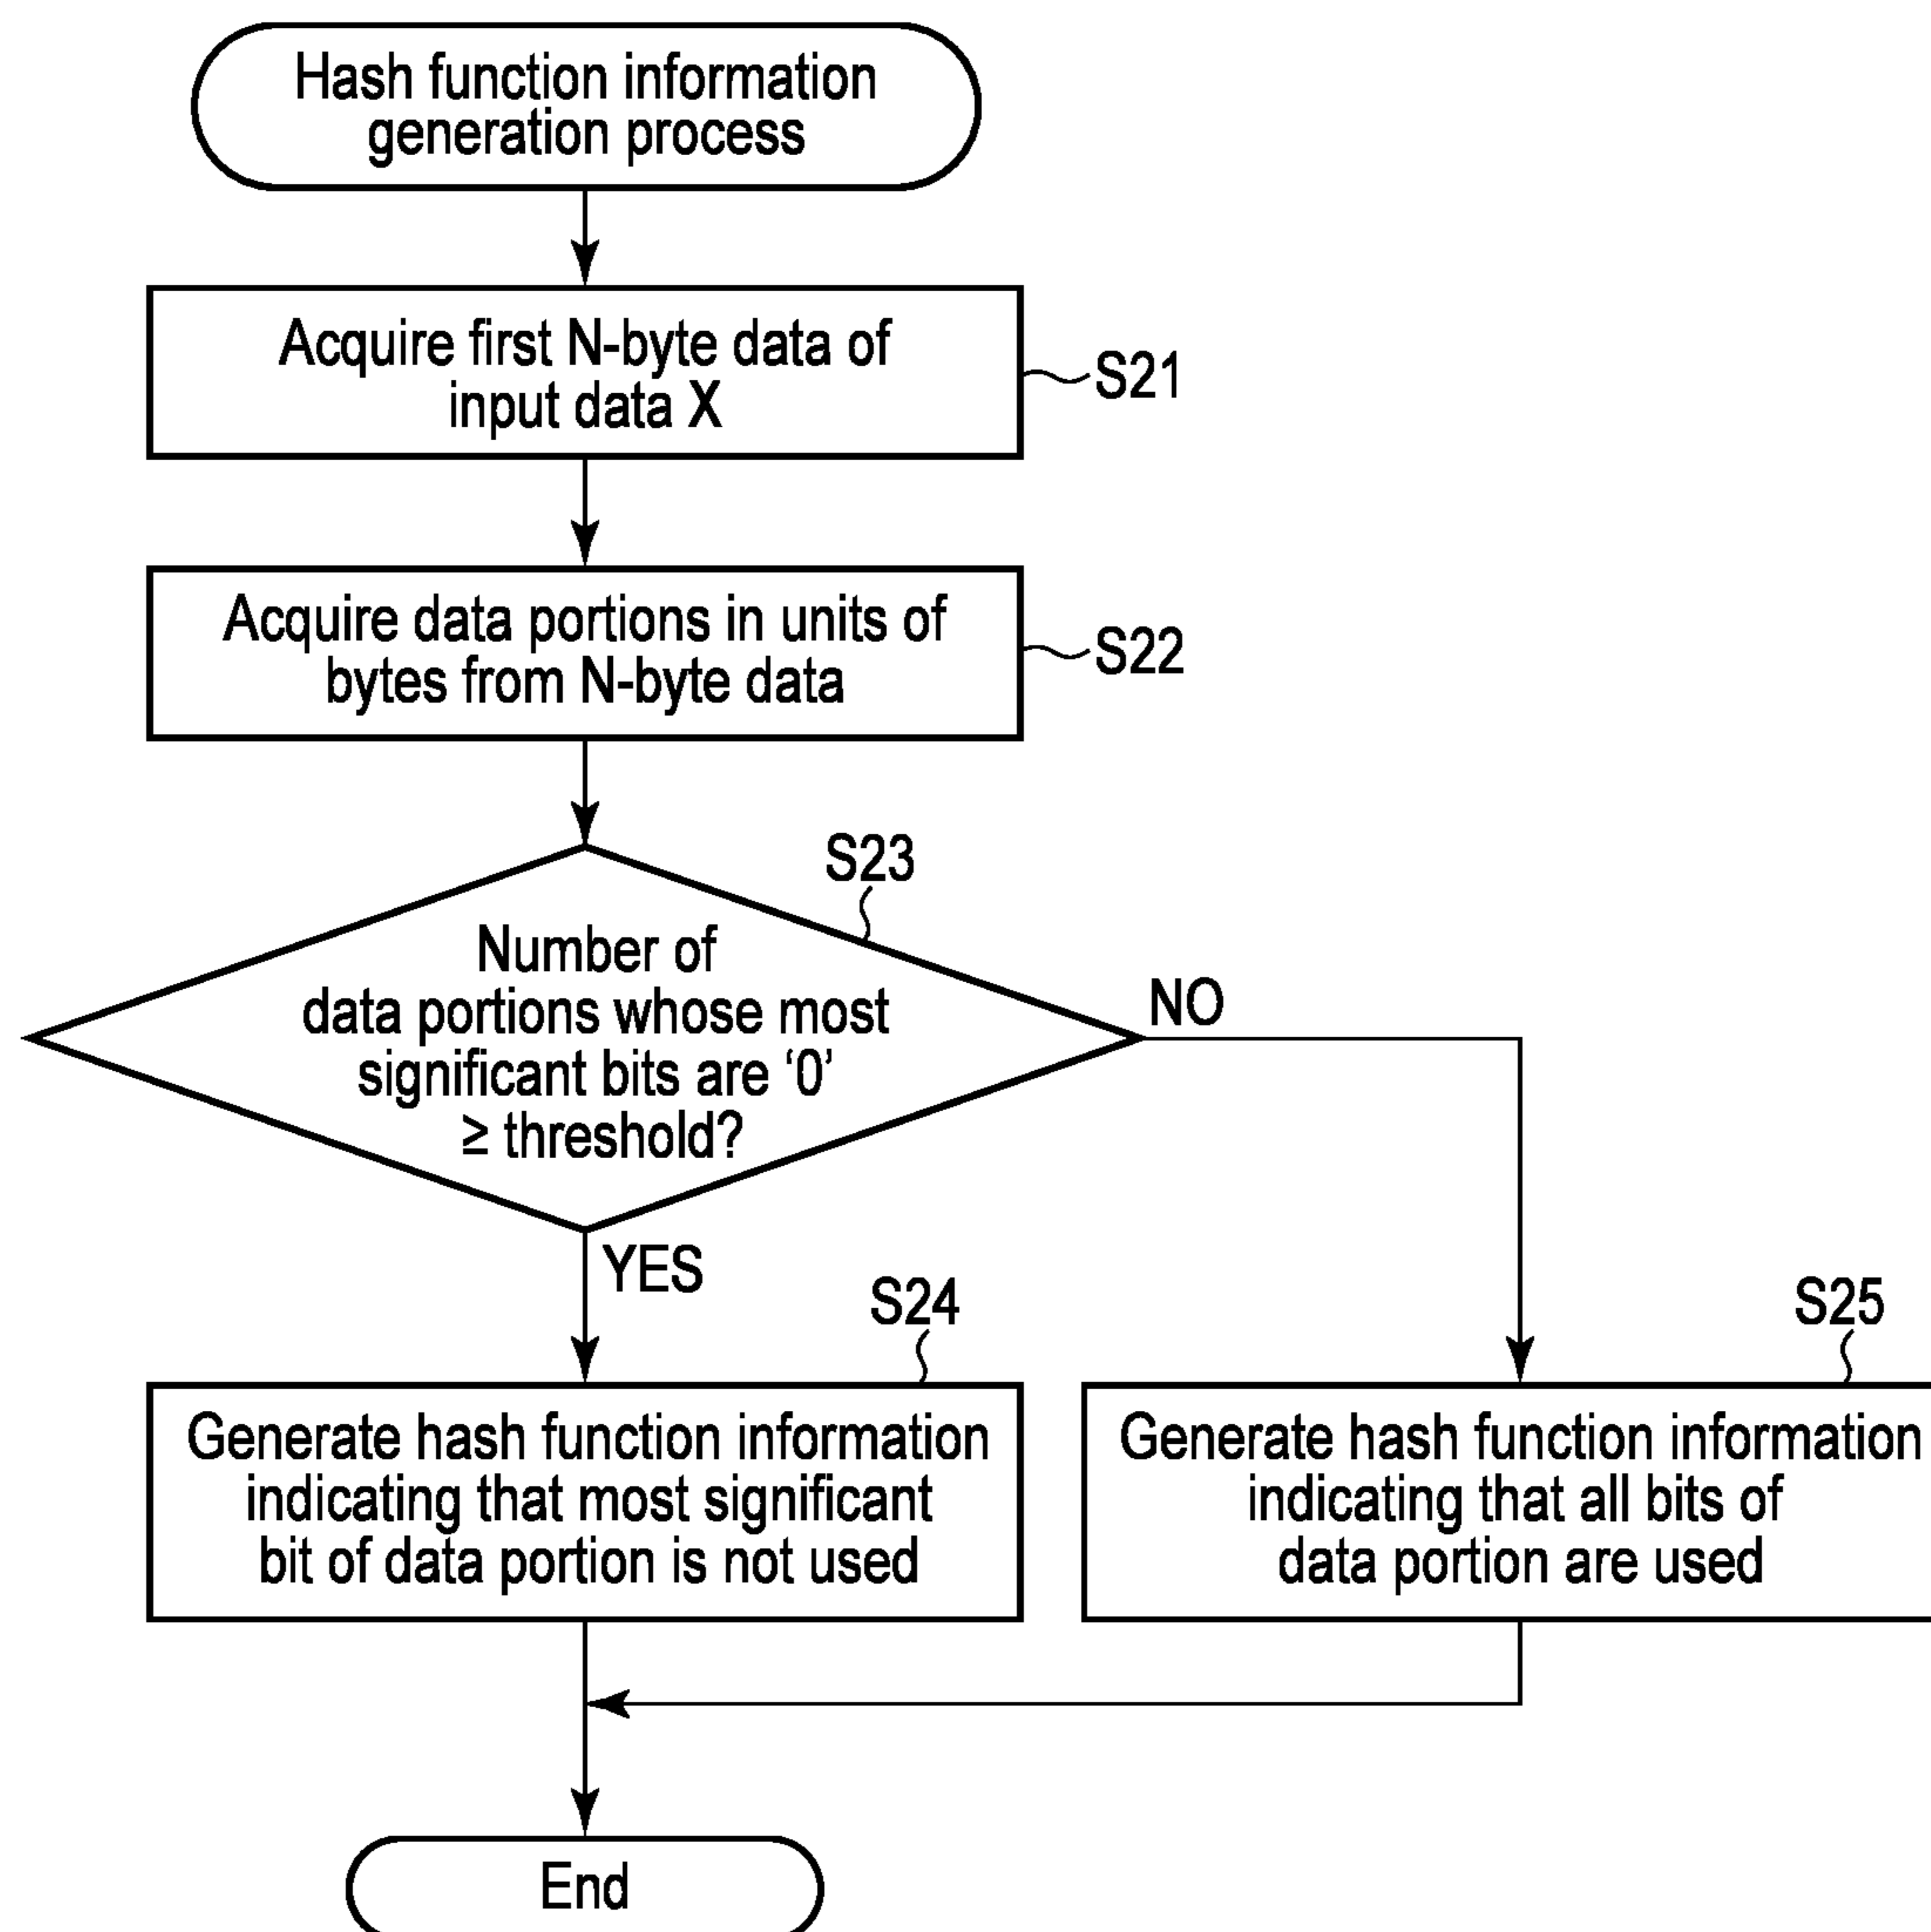 Hash function information
generation process
Acquire first N-byte data of
input data X
S21
Acquire data portions in units of
bytes from N-byte data
S22
S23
Number of
data portions whose most
significant bits are ‘0’
≥ threshold?
NO
YES
S24
Generate hash function information
indicating that most significant
bit of data portion is not used
S25
Generate hash function information
indicating that all bits of
data portion are used
End